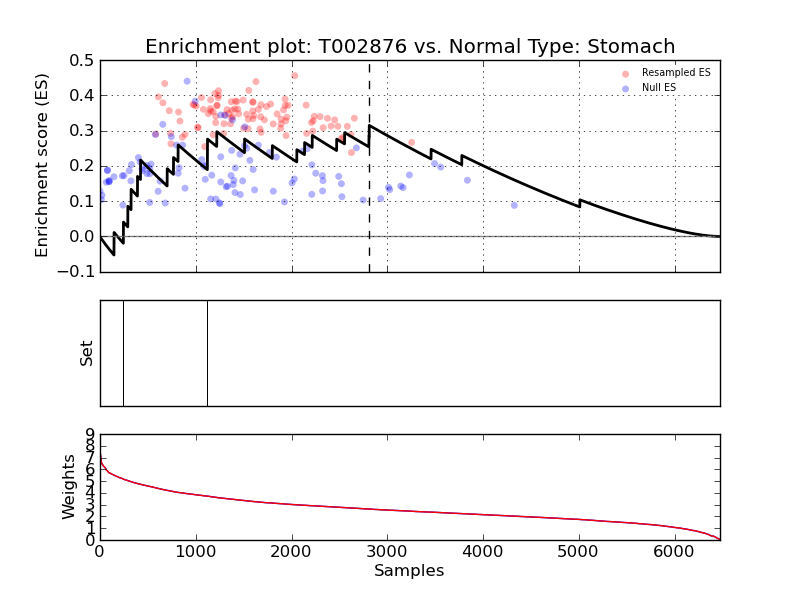 Enrichment plot: T002876 vs. Normal Type: Stomach
Enrichment score (ES)
0.5
0.4
0.3
0.2
0.1
0.0
−0.1
Resampled ES
Null ES
Set
Weights
9
8
7
6
5
4
3
2
1
0
0 1000 2000 3000 4000 5000 6000
Samples